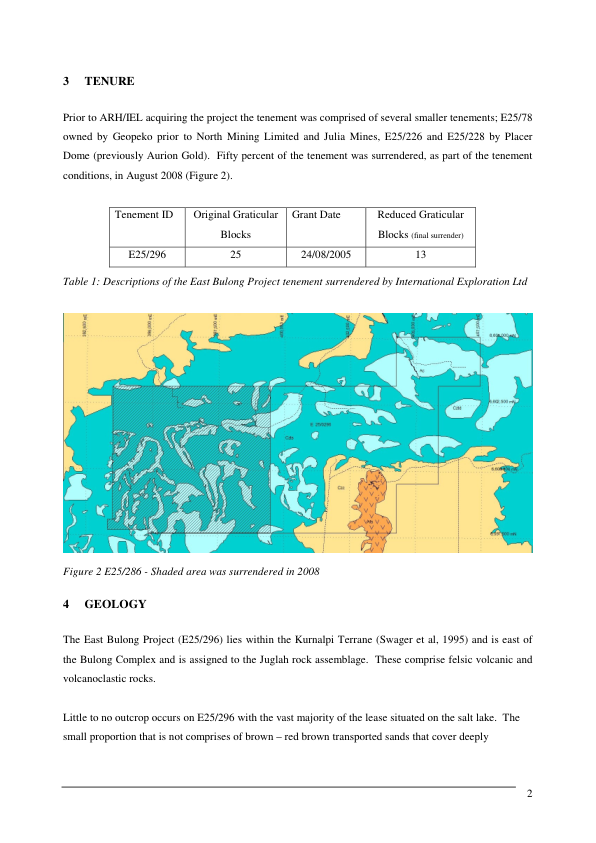 3 TENURE
Prior to ARH/IEL acquiring the project the tenement was comprised of several smaller tenements; E25/78
owned by Geopeko prior to North Mining Limited and Julia Mines, E25/226 and E25/228 by Placer
Dome (previously Aurion Gold). Fifty percent of the tenement was surrendered, as part of the tenement
conditions, in August 2008 (Figure 2).
Tenement ID Original Graticular Grant Date Reduced Graticular
Blocks Blocks (final surrender)
E25/296 25 24/08/2005 13
Table 1; Descriptions of the East Bulong Project tenement surrendered by International Exploration Ltd
Figure 2 E25/286 - Shaded area was surrendered in 2008
4 GEOLOGY
The East Bulong Project (E25/296) lies within the Kurnalpi Terrane (Swager et al, 1995) and is east of
the Bulong Complex and is assigned to the Juglah rock assemblage. These comprise felsic volcanic and
volcanoclastic rocks.
Little to no outcrop occurs on E25/296 with the vast majority of the lease situated on the salt lake. The
small proportion that is not comprises of brown – red brown transported sands that cover deeply
2